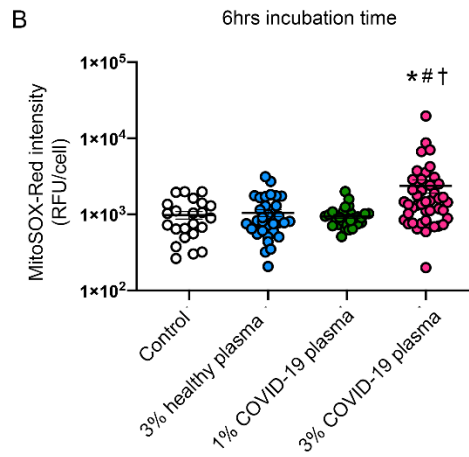 B
6hrs incubation time
1×10⁵
*#†
1×10⁴
1×10³
1×10²
MitoSOX-Red intensity
(RFU/cell)
Control
3% healthy plasma
1% COVID-19 plasma
3% COVID-19 plasma